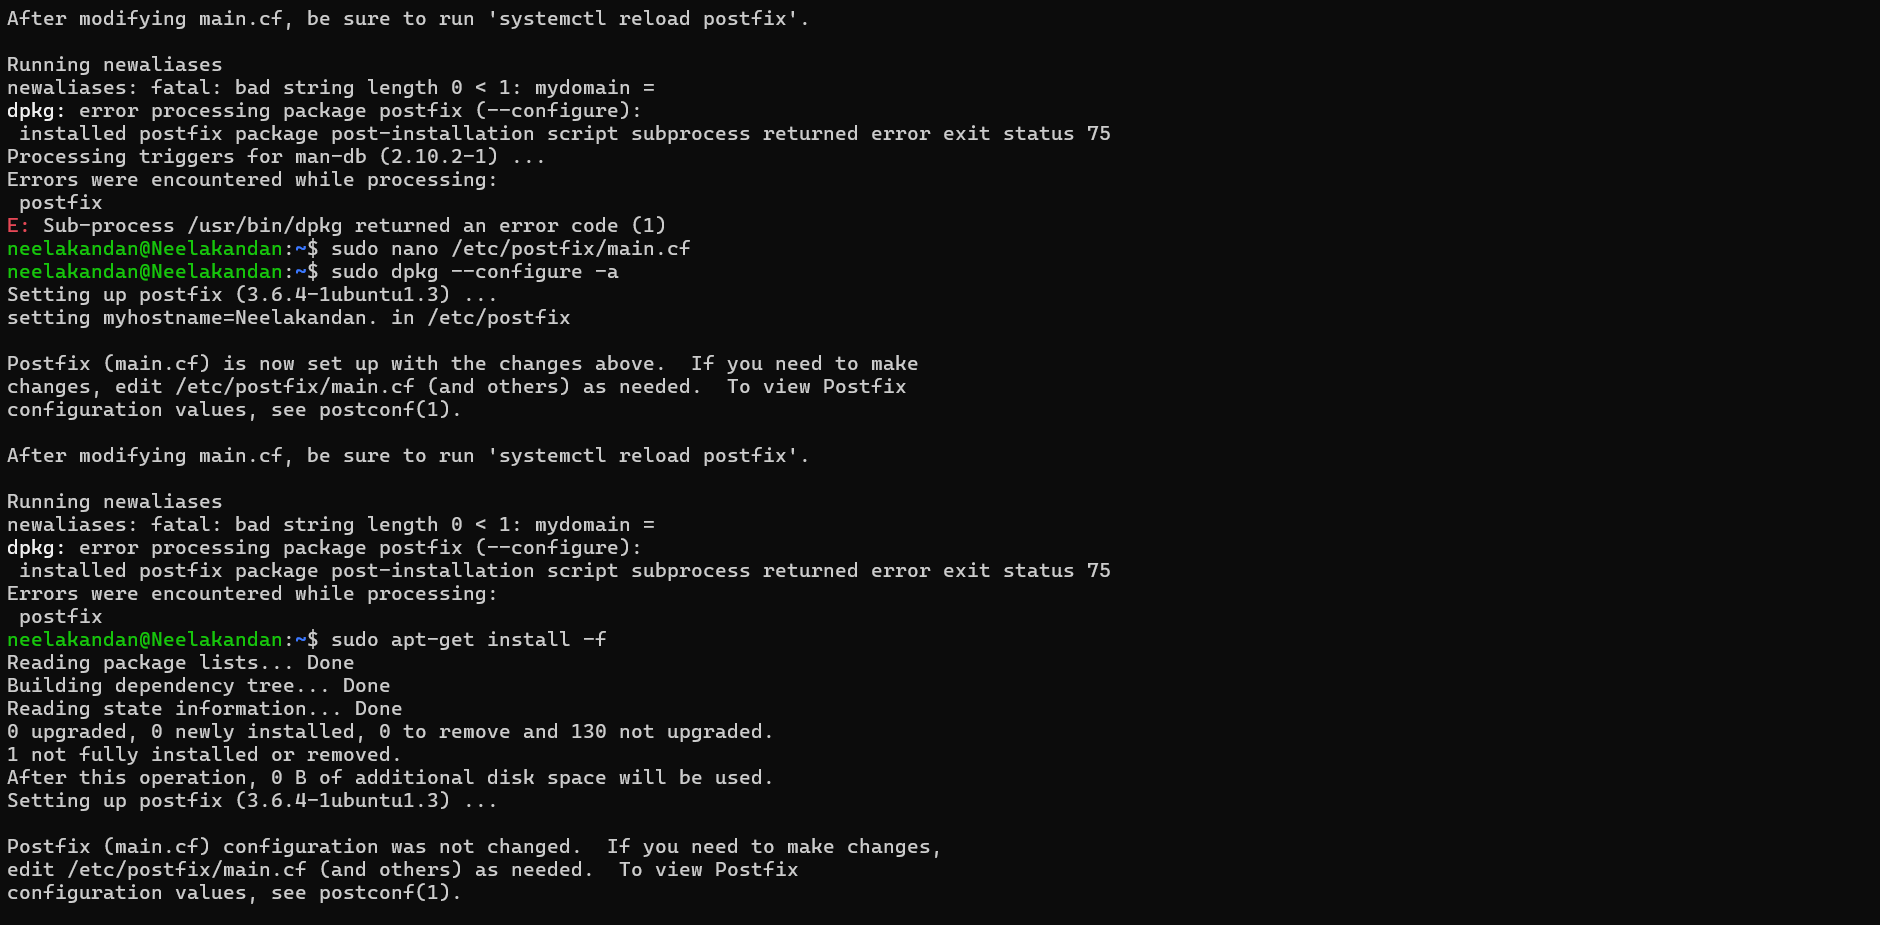 After modifying main.cf, be sure to run 'systemctl reload postfix'.
Running newaliases
newaliases: fatal: bad string length 0 < 1: mydomain =
dpkg: error processing package postfix (--configure):
 installed postfix package post-installation script subprocess returned error exit status 75
Processing triggers for man-db (2.10.2-1) ...
Errors were encountered while processing:
 postfix
E: Sub-process /usr/bin/dpkg returned an error code (1)
neelakandan@Neelakandan:~$ sudo nano /etc/postfix/main.cf
neelakandan@Neelakandan:~$ sudo dpkg --configure -a
Setting up postfix (3.6.4-1ubuntu1.3) ...
setting myhostname=Neelakandan. in /etc/postfix
Postfix (main.cf) is now set up with the changes above.  If you need to make
changes, edit /etc/postfix/main.cf (and others) as needed.  To view Postfix
configuration values, see postconf(1).
After modifying main.cf, be sure to run 'systemctl reload postfix'.
Running newaliases
newaliases: fatal: bad string length 0 < 1: mydomain =
dpkg: error processing package postfix (--configure):
 installed postfix package post-installation script subprocess returned error exit status 75
Errors were encountered while processing:
 postfix
neelakandan@Neelakandan:~$ sudo apt-get install -f
Reading package lists... Done
Building dependency tree... Done
Reading state information... Done
0 upgraded, 0 newly installed, 0 to remove and 130 not upgraded.
1 not fully installed or removed.
After this operation, 0 B of additional disk space will be used.
Setting up postfix (3.6.4-1ubuntu1.3) ...
Postfix (main.cf) configuration was not changed.  If you need to make changes,
edit /etc/postfix/main.cf (and others) as needed.  To view Postfix
configuration values, see postconf(1).